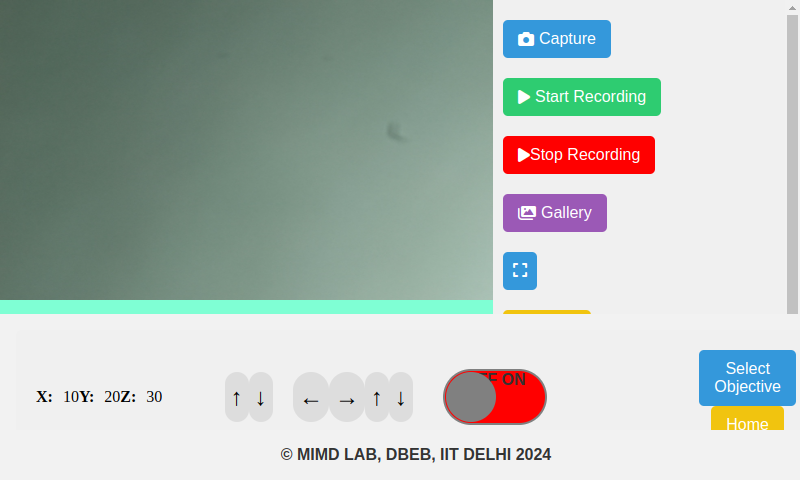 Capture
Start Recording
Stop Recording
Gallery
X: 10Y: 20Z: 30
↑ ↓ ← → ↑ ↓
ON
Select
Objective
Home
© MIMD LAB, DBEB, IIT DELHI 2024